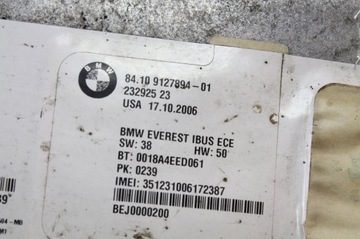 BMW
84.10 9127894-01
232925 23
USA 17.10.2006
BMW EVEREST IBUS ECE
SW: 38 HW: 50
BT: 0018A4EED061
PK: 0239
IMEI: 351231006172387
BEJ0000200